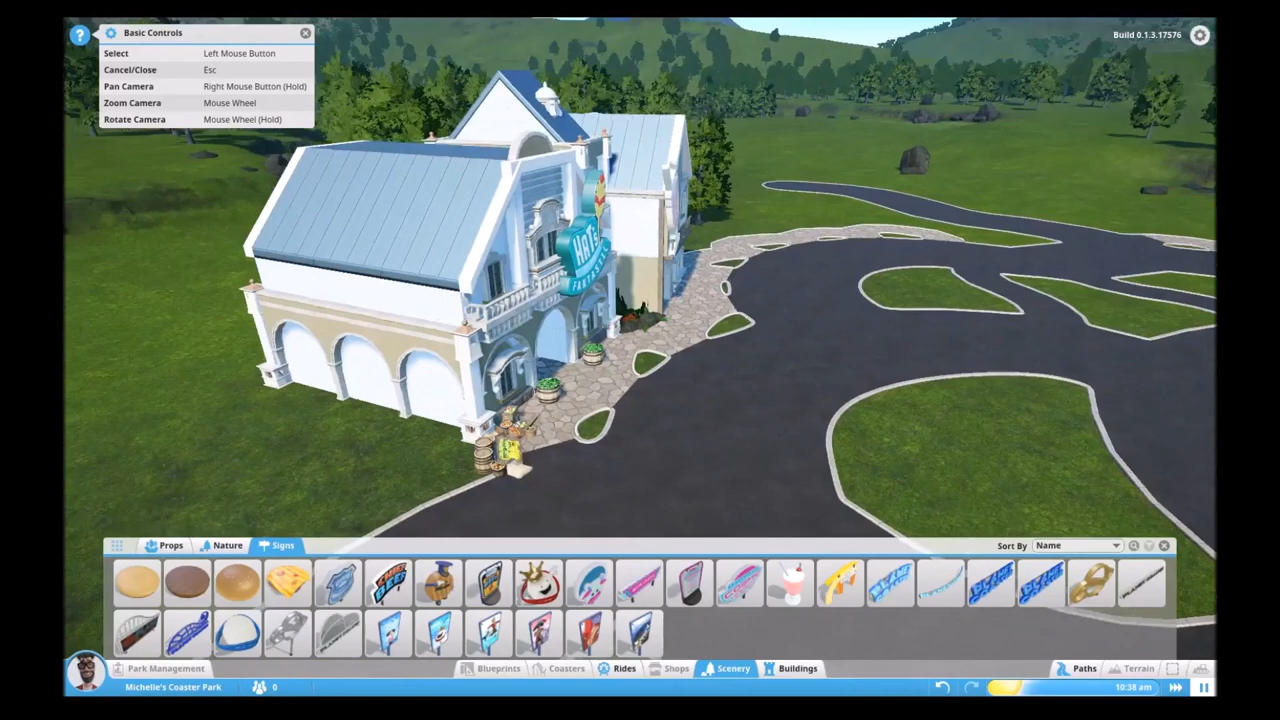 Basic Controls
Build 0.1.3.17576
Select Left Mouse Button
Cancel/Close Esc
Pan Camera Right Mouse Button (Hold)
Zoom Camera Mouse Wheel
Rotate Camera Mouse Wheel (Hold)
HATS
FANTASTIC
Props Nature Signs Sort By Name
Park Management Blueprints Coasters Rides Shops Scenery Buildings Paths Terrain
Michelle's Coaster Park 0 10:38 am